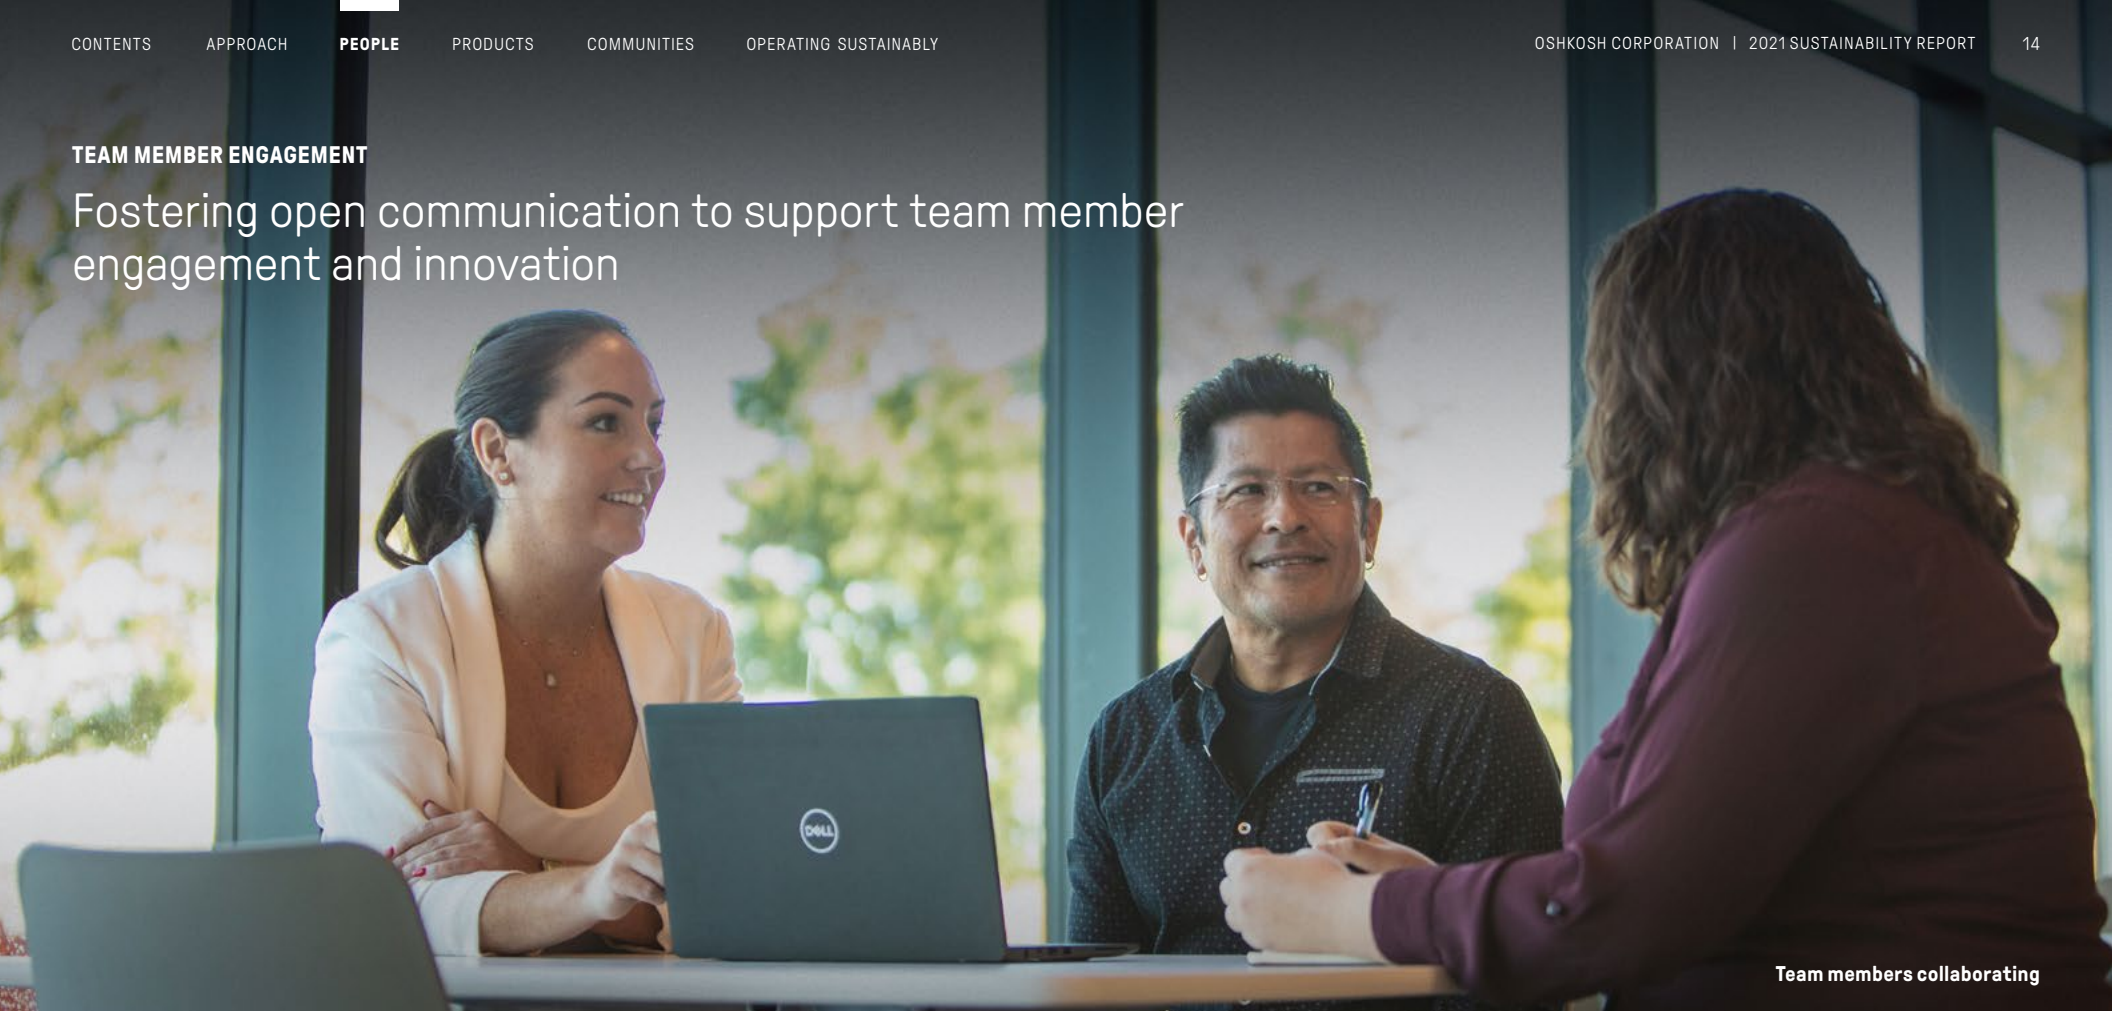 CONTENTS APPROACH PEOPLE PRODUCTS COMMUNITIES OPERATING SUSTAINABLY
OSHKOSH CORPORATION | 2021 SUSTAINABILITY REPORT 14
TEAM MEMBER ENGAGEMENT
Fostering open communication to support team member
engagement and innovation
DELL
Team members collaborating